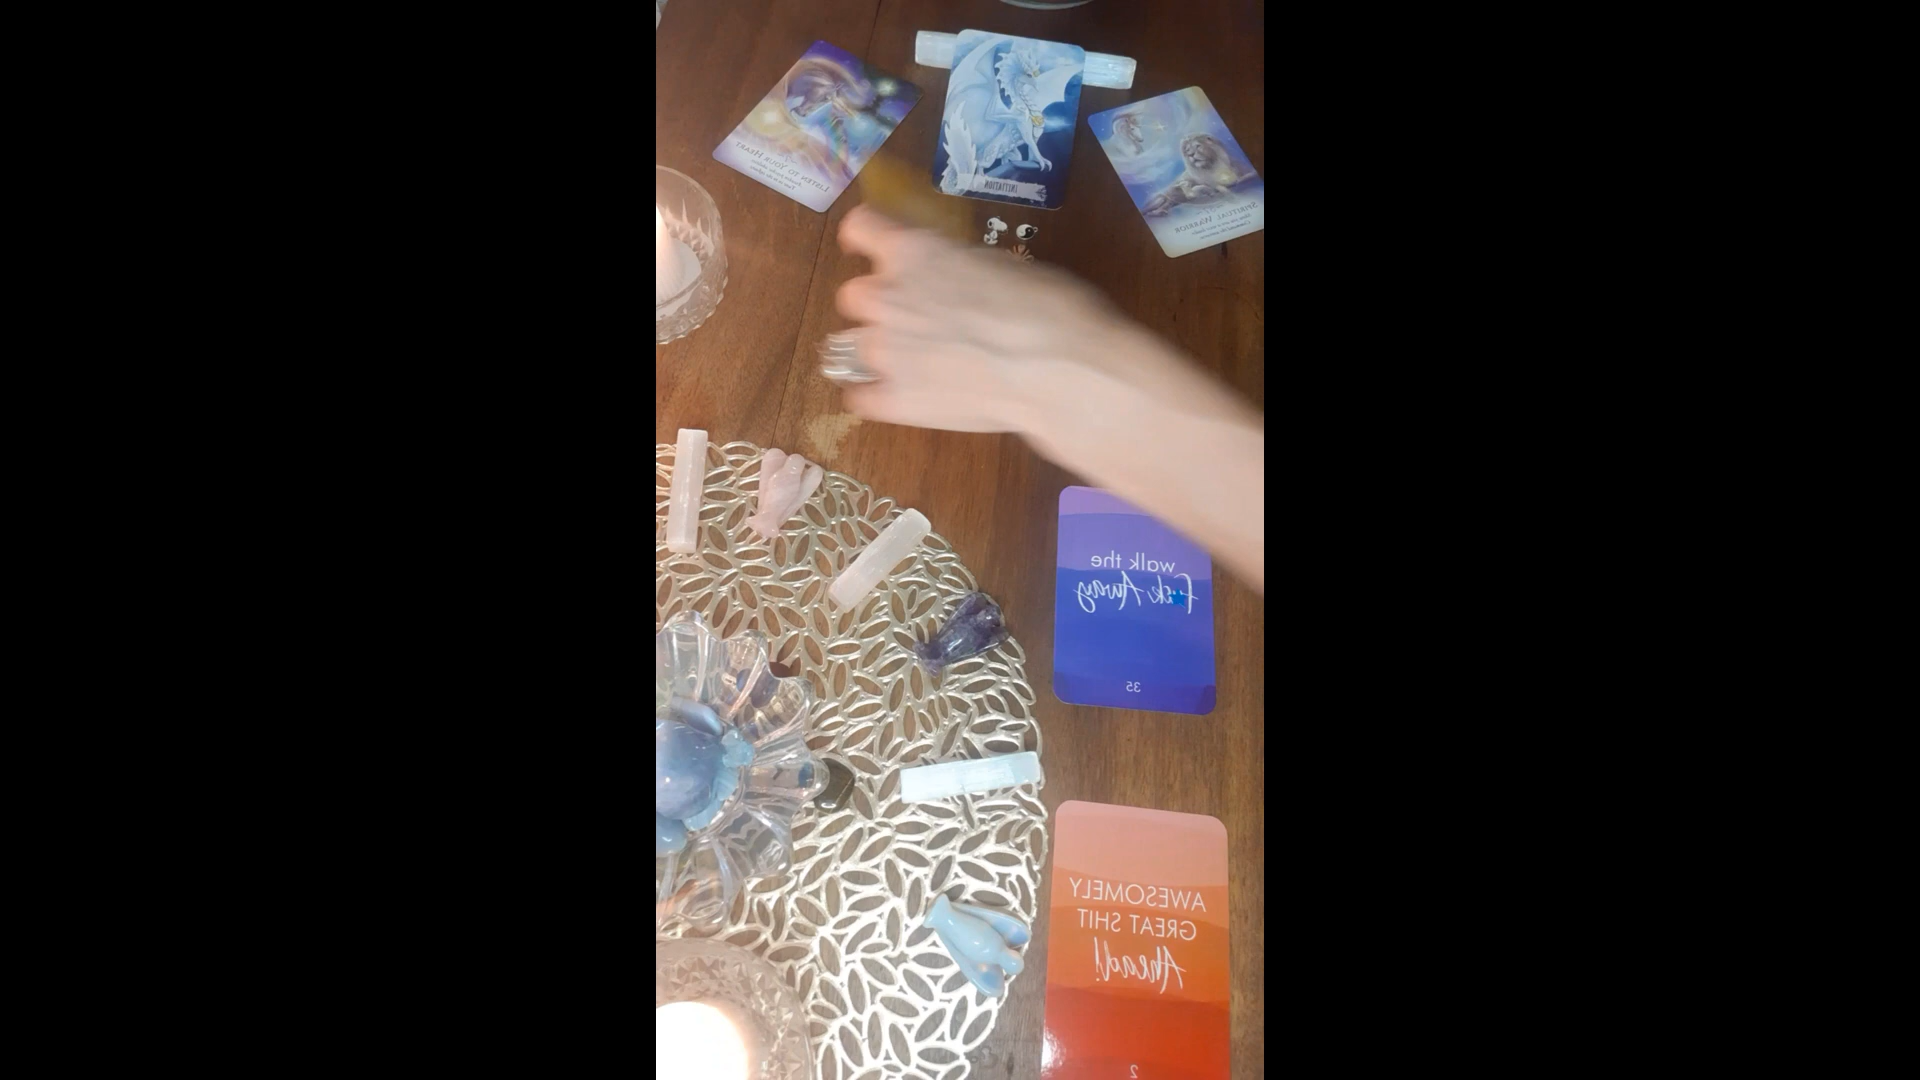 LISTEN TO YOUR HEART
INITIATION
SPIRITUAL WARRIOR
walk the
F★ck Away
35
AWESOMELY
GREAT SHIT
Ahead!
2